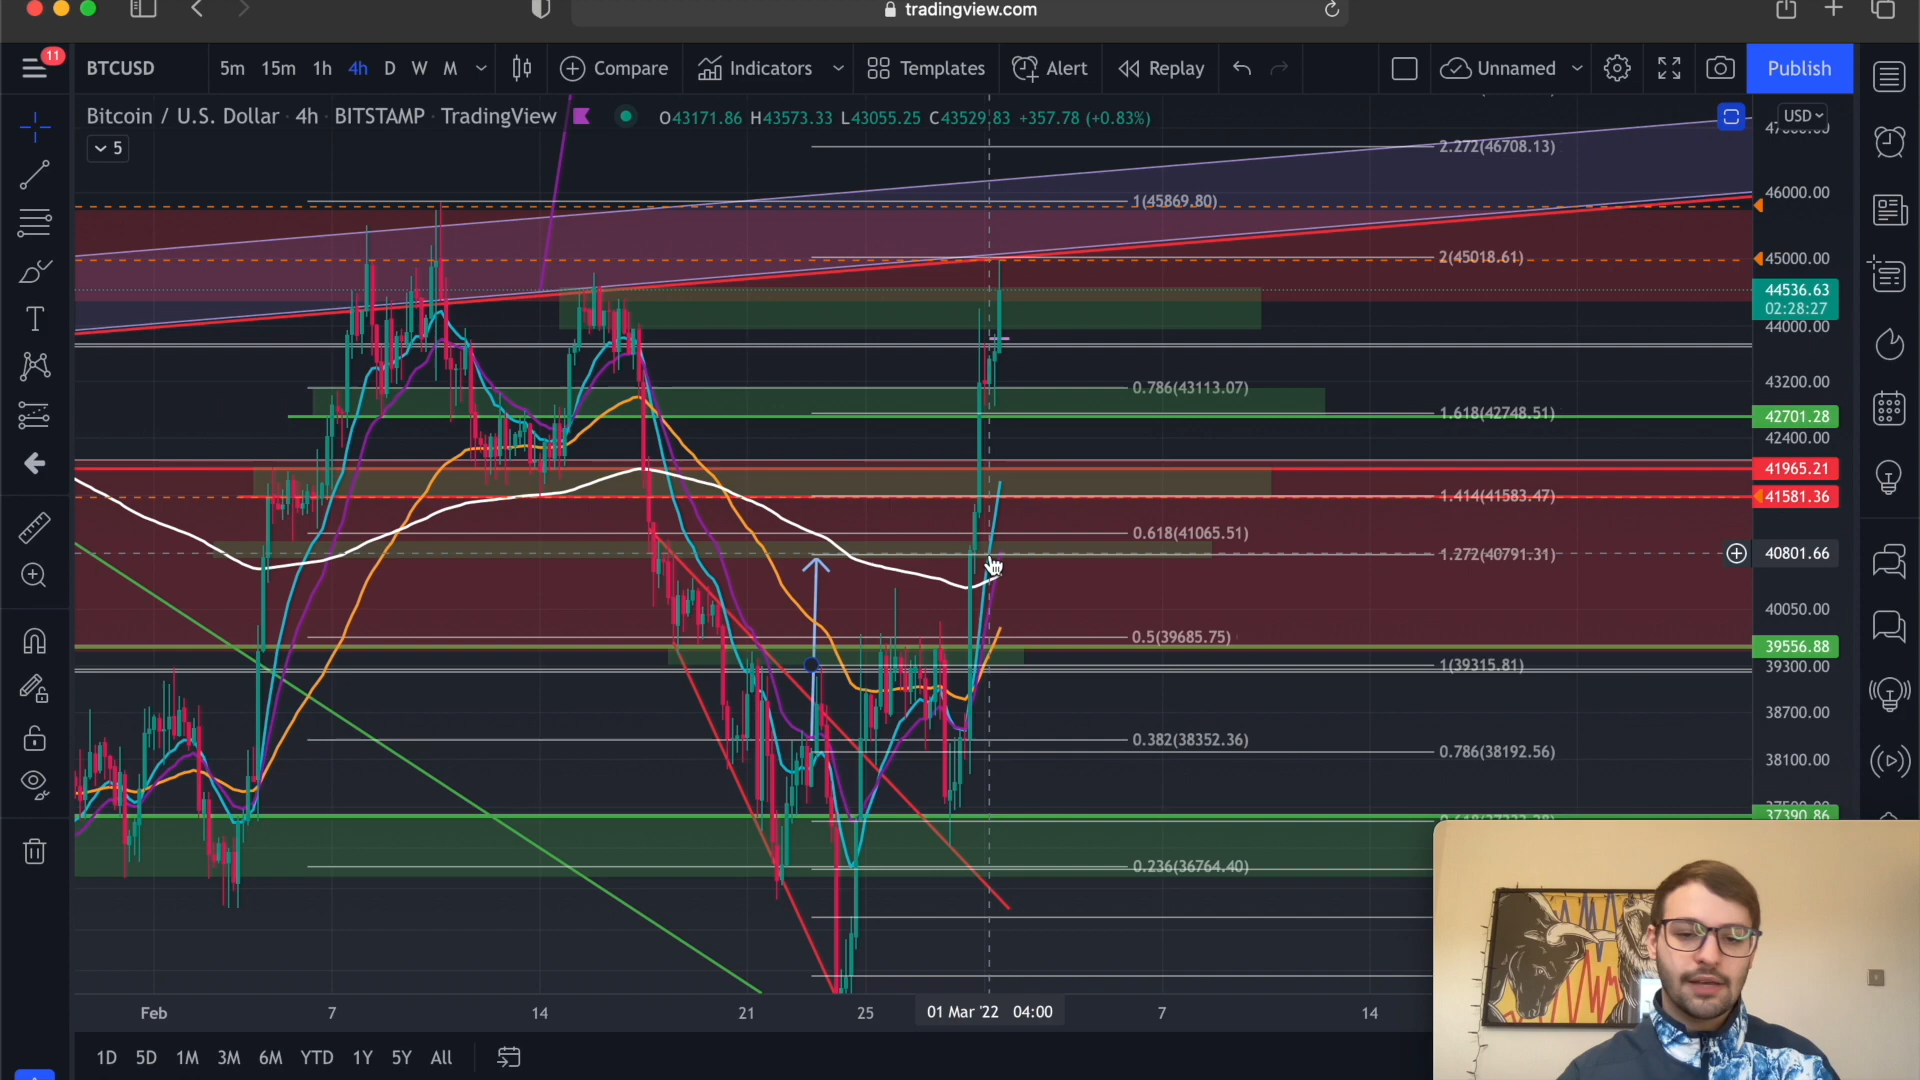 tradingview.com
11
BTCUSD
5m 15m 1h 4h D W M
Compare
Indicators
Templates
Alert
Replay
Unnamed
Publish
Bitcoin / U.S. Dollar · 4h · BITSTAMP · TradingView
O43171.86 H43573.33 L43055.25 C43529.83 +357.78 (+0.83%)
5
USD
2.272(46708.13)
46000.00
1(45869.80)
2(45018.61)
45000.00
44536.63
02:28:27
44000.00
0.786(43113.07)
43200.00
1.618(42748.51)
42701.28
42400.00
41965.21
1.414(41583.47)
41581.36
0.618(41065.51)
1.272(40791.31)
40801.66
40050.00
0.5(39685.75)
39556.88
1(39315.81)
39300.00
38700.00
0.382(38352.36)
0.786(38192.56)
38100.00
37390.86
0.236(36764.40)
Feb 7 14 21 25 01 Mar '22 04:00 7 14
1D 5D 1M 3M 6M YTD 1Y 5Y All